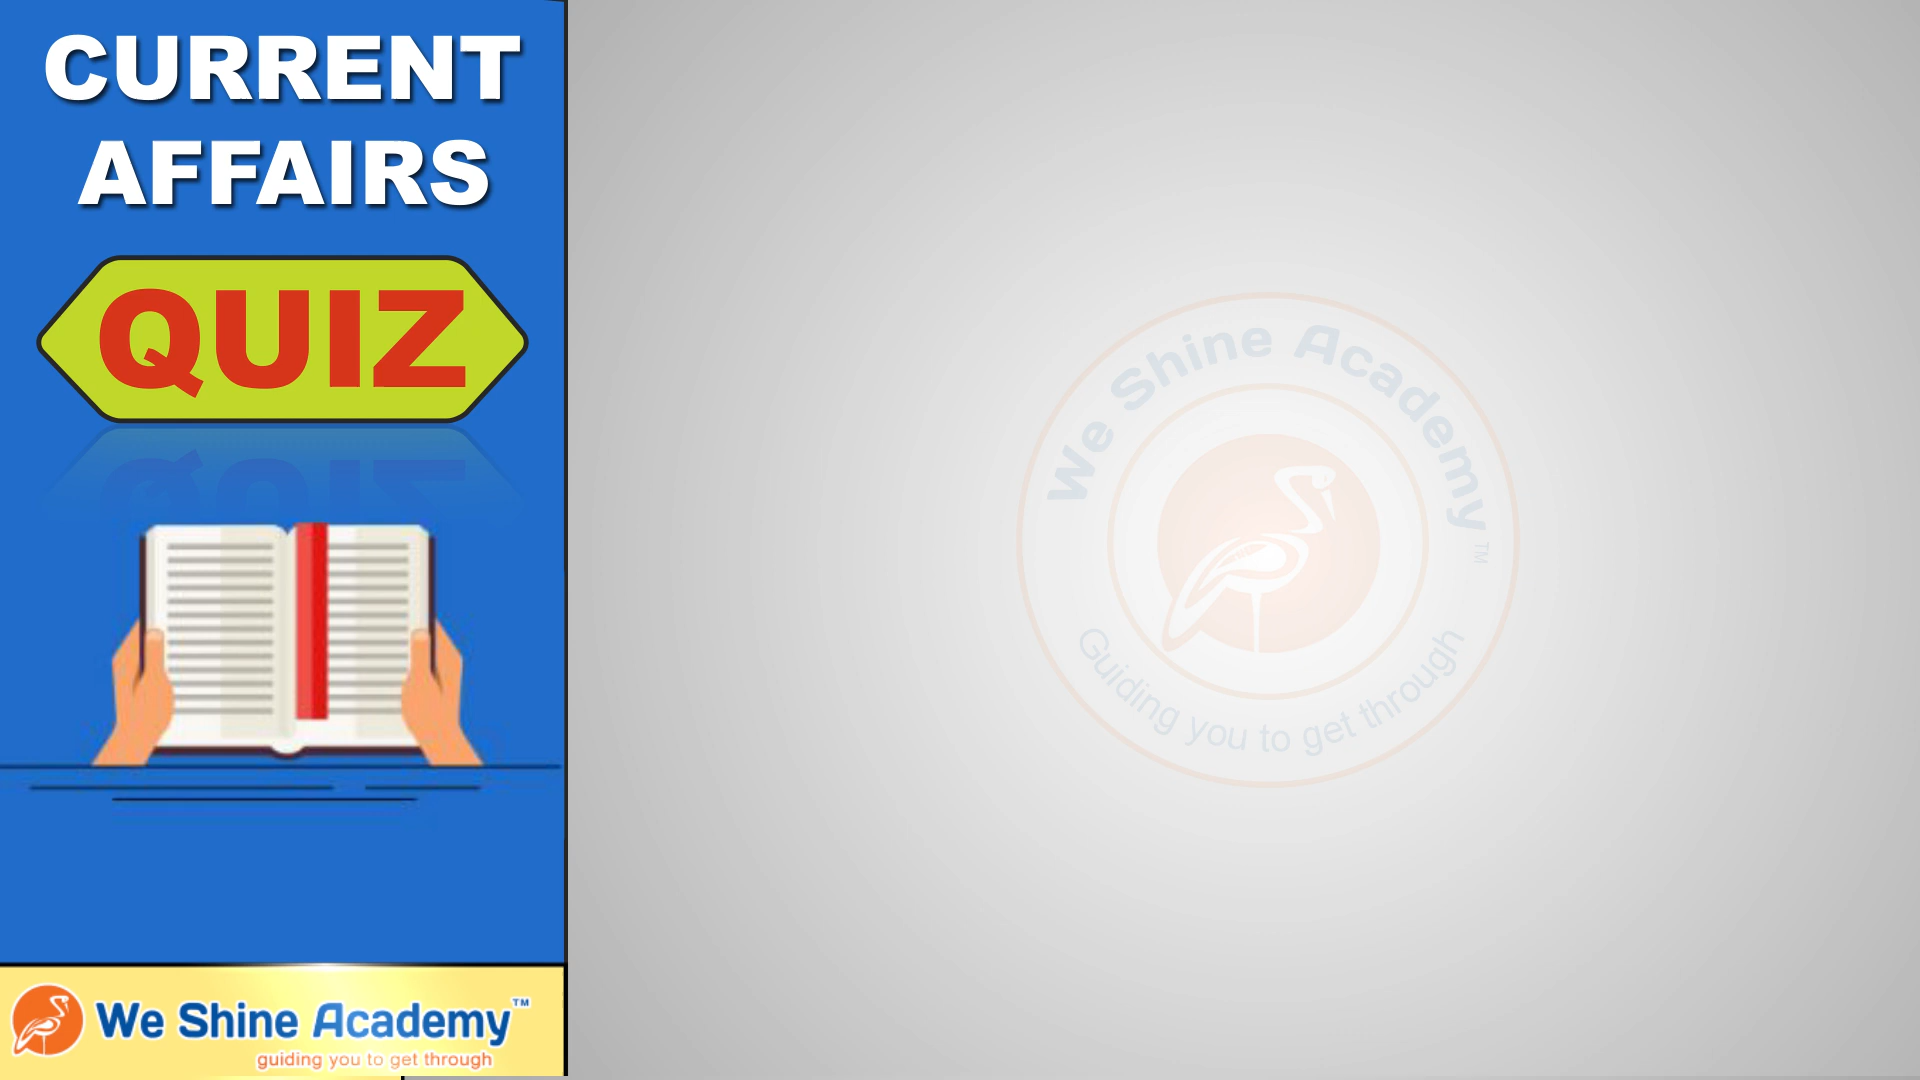 CURRENT
AFFAIRS
QUIZ
We Shine Academy™
guiding you to get through
We Shine Academy™
Guiding you to get through